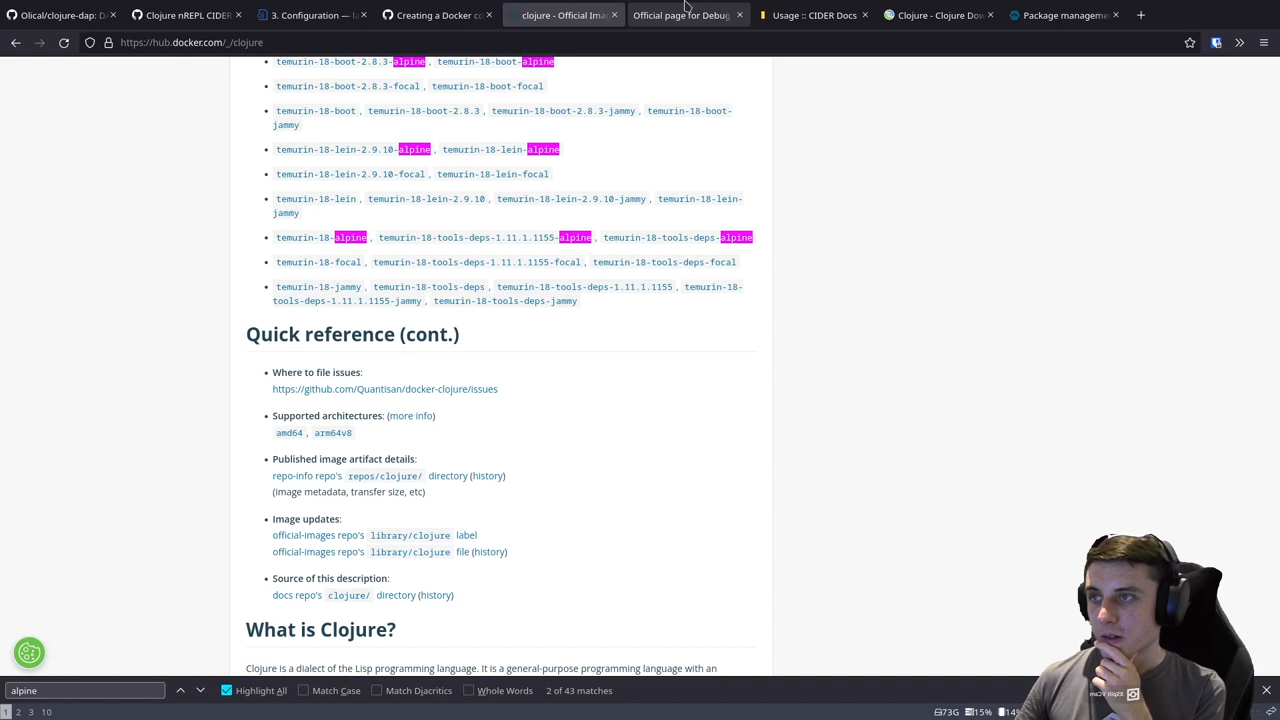 Olical/clojure-dap: DA
Clojure nREPL CIDER
3. Configuration —
Creating a Docker co
clojure - Official Ima
Official page for Debug
Usage :: CIDER Docs
Clojure - Clojure Dow
Package manageme
https://hub.docker.com/_/clojure
temurin-18-boot-2.8.3-alpine , temurin-18-boot-alpine
temurin-18-boot-2.8.3-focal , temurin-18-boot-focal
temurin-18-boot , temurin-18-boot-2.8.3 , temurin-18-boot-2.8.3-jammy , temurin-18-boot-
jammy
temurin-18-lein-2.9.10-alpine , temurin-18-lein-alpine
temurin-18-lein-2.9.10-focal , temurin-18-lein-focal
temurin-18-lein , temurin-18-lein-2.9.10 , temurin-18-lein-2.9.10-jammy , temurin-18-lein-
jammy
temurin-18-alpine , temurin-18-tools-deps-1.11.1.1155-alpine , temurin-18-tools-deps-alpine
temurin-18-focal , temurin-18-tools-deps-1.11.1.1155-focal , temurin-18-tools-deps-focal
temurin-18-jammy , temurin-18-tools-deps , temurin-18-tools-deps-1.11.1.1155 , temurin-18-
tools-deps-1.11.1.1155-jammy , temurin-18-tools-deps-jammy
Quick reference (cont.)
Where to file issues:
https://github.com/Quantisan/docker-clojure/issues
Supported architectures: (more info)
amd64 , arm64v8
Published image artifact details:
repo-info repo's repos/clojure/ directory (history)
(image metadata, transfer size, etc)
Image updates:
official-images repo's library/clojure label
official-images repo's library/clojure file (history)
Source of this description:
docs repo's clojure/ directory (history)
What is Clojure?
Clojure is a dialect of the Lisp programming language. It is a general-purpose programming language with an
XSplit VCam
alpine
Highlight All
Match Case
Match Diacritics
Whole Words
2 of 43 matches
1 2 3 10
73G
15%
14%